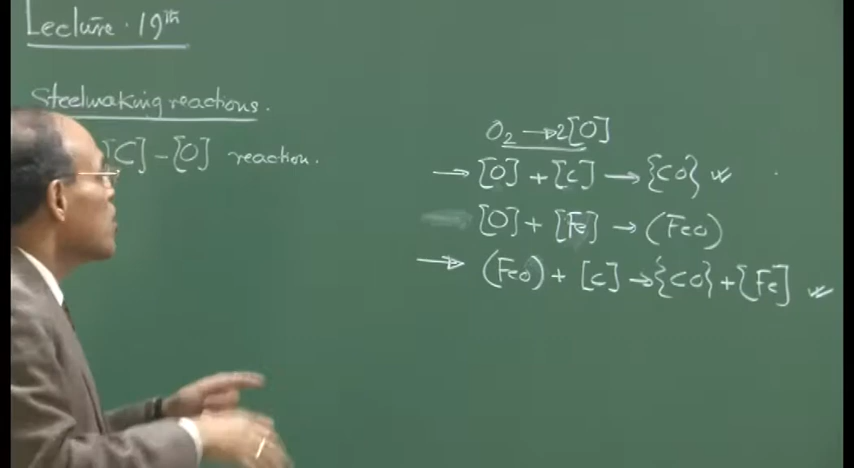 Lecture. 19th
Steelmaking reactions.
[C]-[O] reaction.
O2 → 2[O]
→ [O] + [C] → {CO}
[O] + [Fe] → (FeO)
→ (FeO) + [C] → {CO} + [Fe]